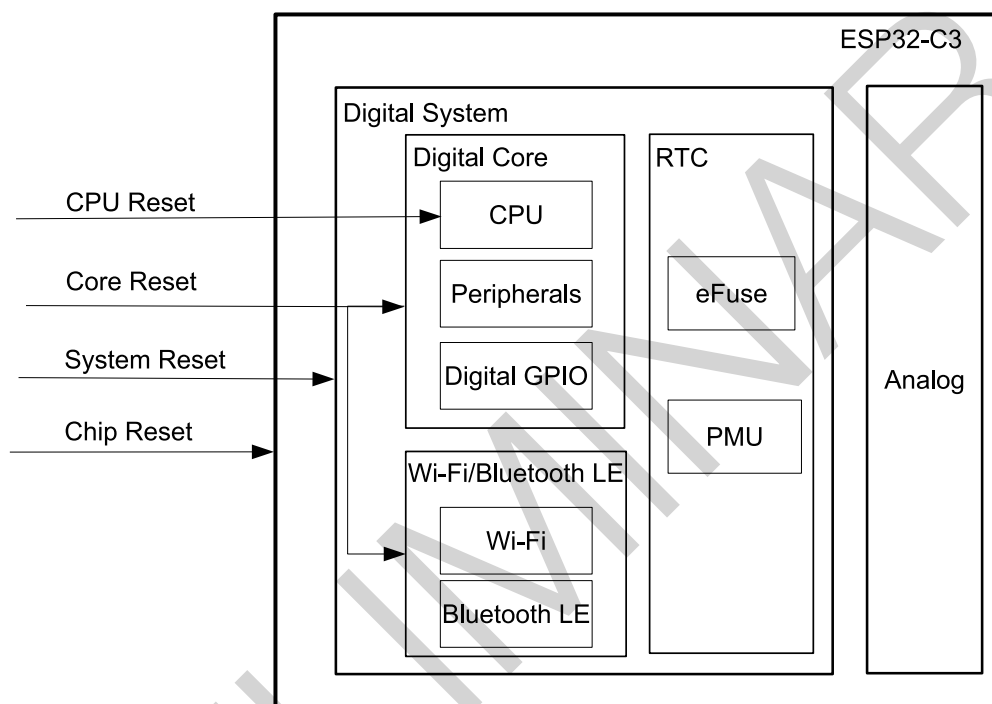 ESP32-C3
Digital System
Digital Core
RTC
CPU Reset
CPU
Core Reset
Peripherals
eFuse
System Reset
Digital GPIO
Analog
Chip Reset
PMU
Wi-Fi/Bluetooth LE
Wi-Fi
Bluetooth LE